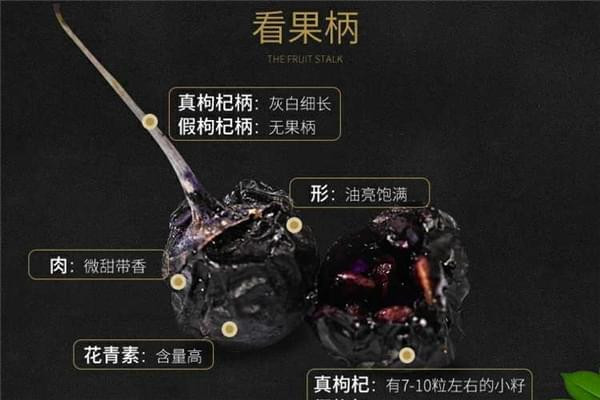 看果柄
THE FRUIT STALK
真枸杞柄：灰白细长
假枸杞柄：无果柄
形：油亮饱满
肉：微甜带香
花青素：含量高
真枸杞：有7-10粒左右的小籽